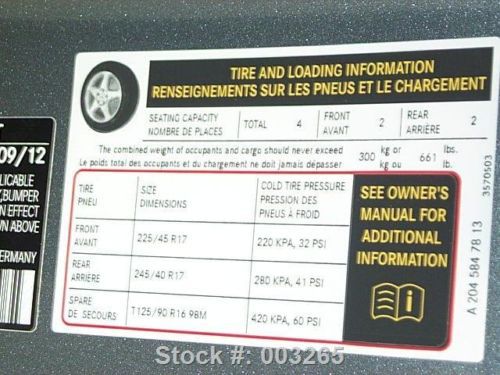 TIRE AND LOADING INFORMATION
RENSEIGNEMENTS SUR LES PNEUS ET LE CHARGEMENT
SEATING CAPACITY
NOMBRE DE PLACES
TOTAL 4
FRONT
AVANT 2
REAR
ARRIÈRE 2
The combined weight of occupants and cargo should never exceed 300 kg or 661 lbs.
Le poids total des occupants et du chargement ne doit jamais dépasser kg ou lb.
TIRE
PNEU
SIZE
DIMENSIONS
COLD TIRE PRESSURE
PRESSION DES
PNEUS À FROID
FRONT
AVANT
225/45 R17
220 KPA, 32 PSI
REAR
ARRIÈRE
245/40 R17
280 KPA, 41 PSI
SPARE
DE SECOURS
T125/90 R16 98M
420 KPA, 60 PSI
SEE OWNER'S
MANUAL FOR
ADDITIONAL
INFORMATION
3570503
A 204 584 78 13
09/12
LICABLE
,BUMPER
N EFFECT
WN ABOVE
ERMANY
Stock #: 003265